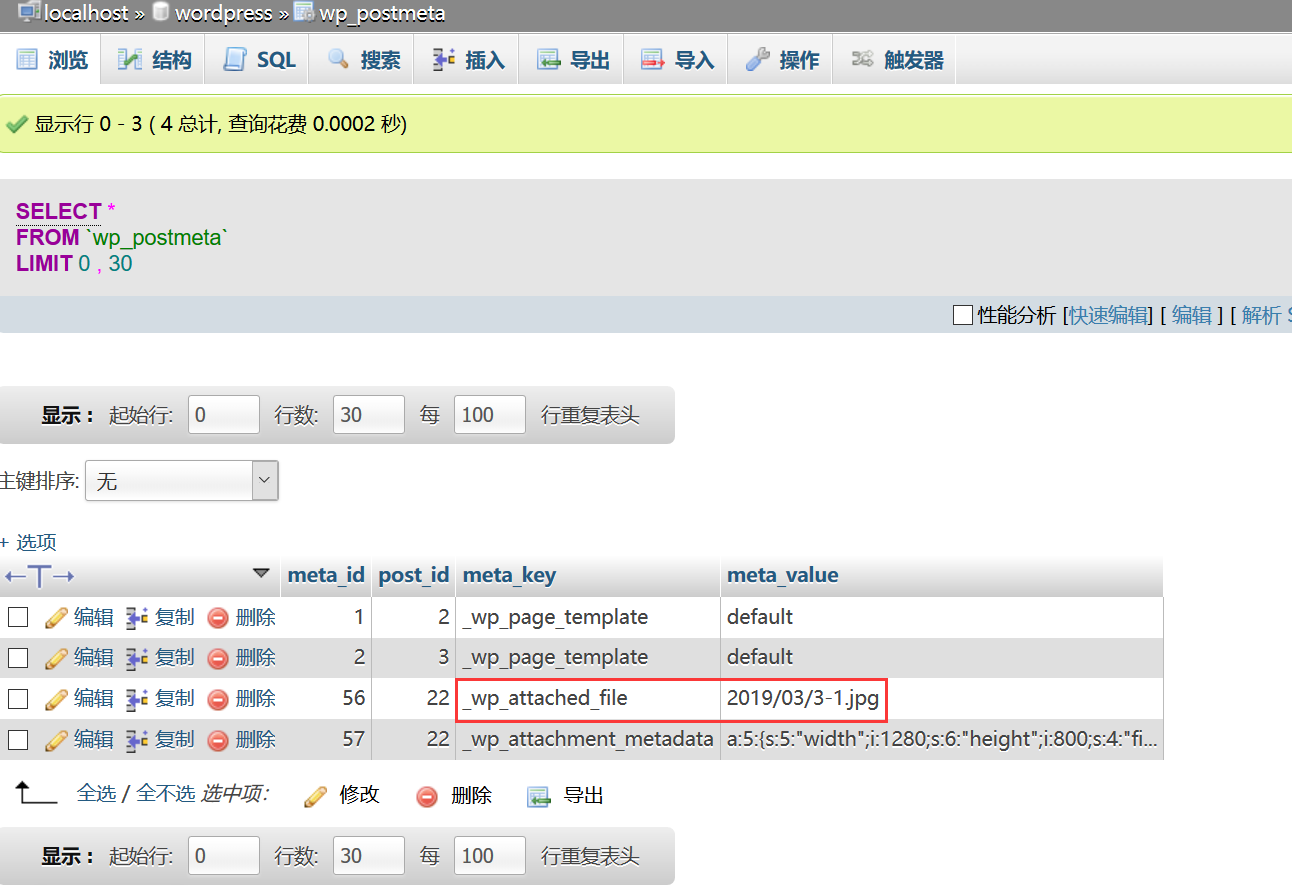 localhost » wordpress » wp_postmeta
浏览 结构 SQL 搜索 插入 导出 导入 操作 触发器
显示行 0 - 3 ( 4 总计, 查询花费 0.0002 秒)
SELECT *
FROM `wp_postmeta`
LIMIT 0 , 30
性能分析 [快速编辑] [ 编辑 ] [ 解析 S
显示 : 起始行: 0 行数: 30 每 100 行重复表头
主键排序: 无
+ 选项
←T→ meta_id post_id meta_key meta_value
编辑 复制 删除 1 2 _wp_page_template default
编辑 复制 删除 2 3 _wp_page_template default
编辑 复制 删除 56 22 _wp_attached_file 2019/03/3-1.jpg
编辑 复制 删除 57 22 _wp_attachment_metadata a:5:{s:5:"width";i:1280;s:6:"height";i:800;s:4:"fi...
全选 / 全不选 选中项: 修改 删除 导出
显示 : 起始行: 0 行数: 30 每 100 行重复表头